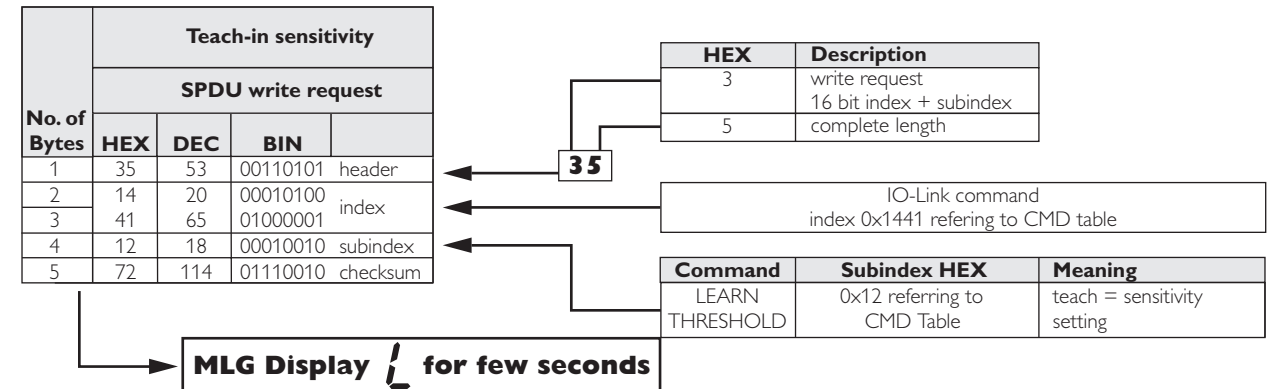 Teach-in sensitivity
SPDU write request
No. of
Bytes HEX DEC BIN
1 35 53 00110101 header
2 14 20 00010100
index
3 41 65 01000001
4 12 18 00010010 subindex
5 72 114 01110010 checksum
HEX Description
3 write request
16 bit index + subindex
5 complete length
35
IO-Link command
index 0x1441 refering to CMD table
Command Subindex HEX Meaning
LEARN 0x12 referring to teach = sensitivity
THRESHOLD CMD Table setting
MLG Display L for few seconds